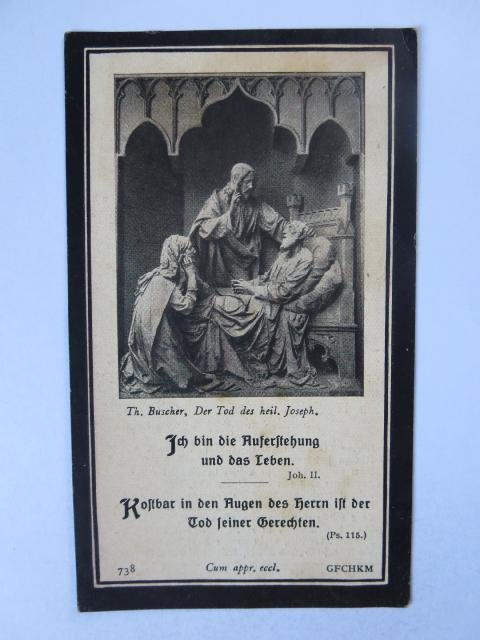 Th. Buscher, Der Tod des heil. Joseph.
Ich bin die Auferstehung
und das Leben.
Joh. II.
Kostbar in den Augen des Herrn ist der
Tod seiner Gerechten.
(Ps. 115.)
738 Cum appr. eccl. GFCHKM